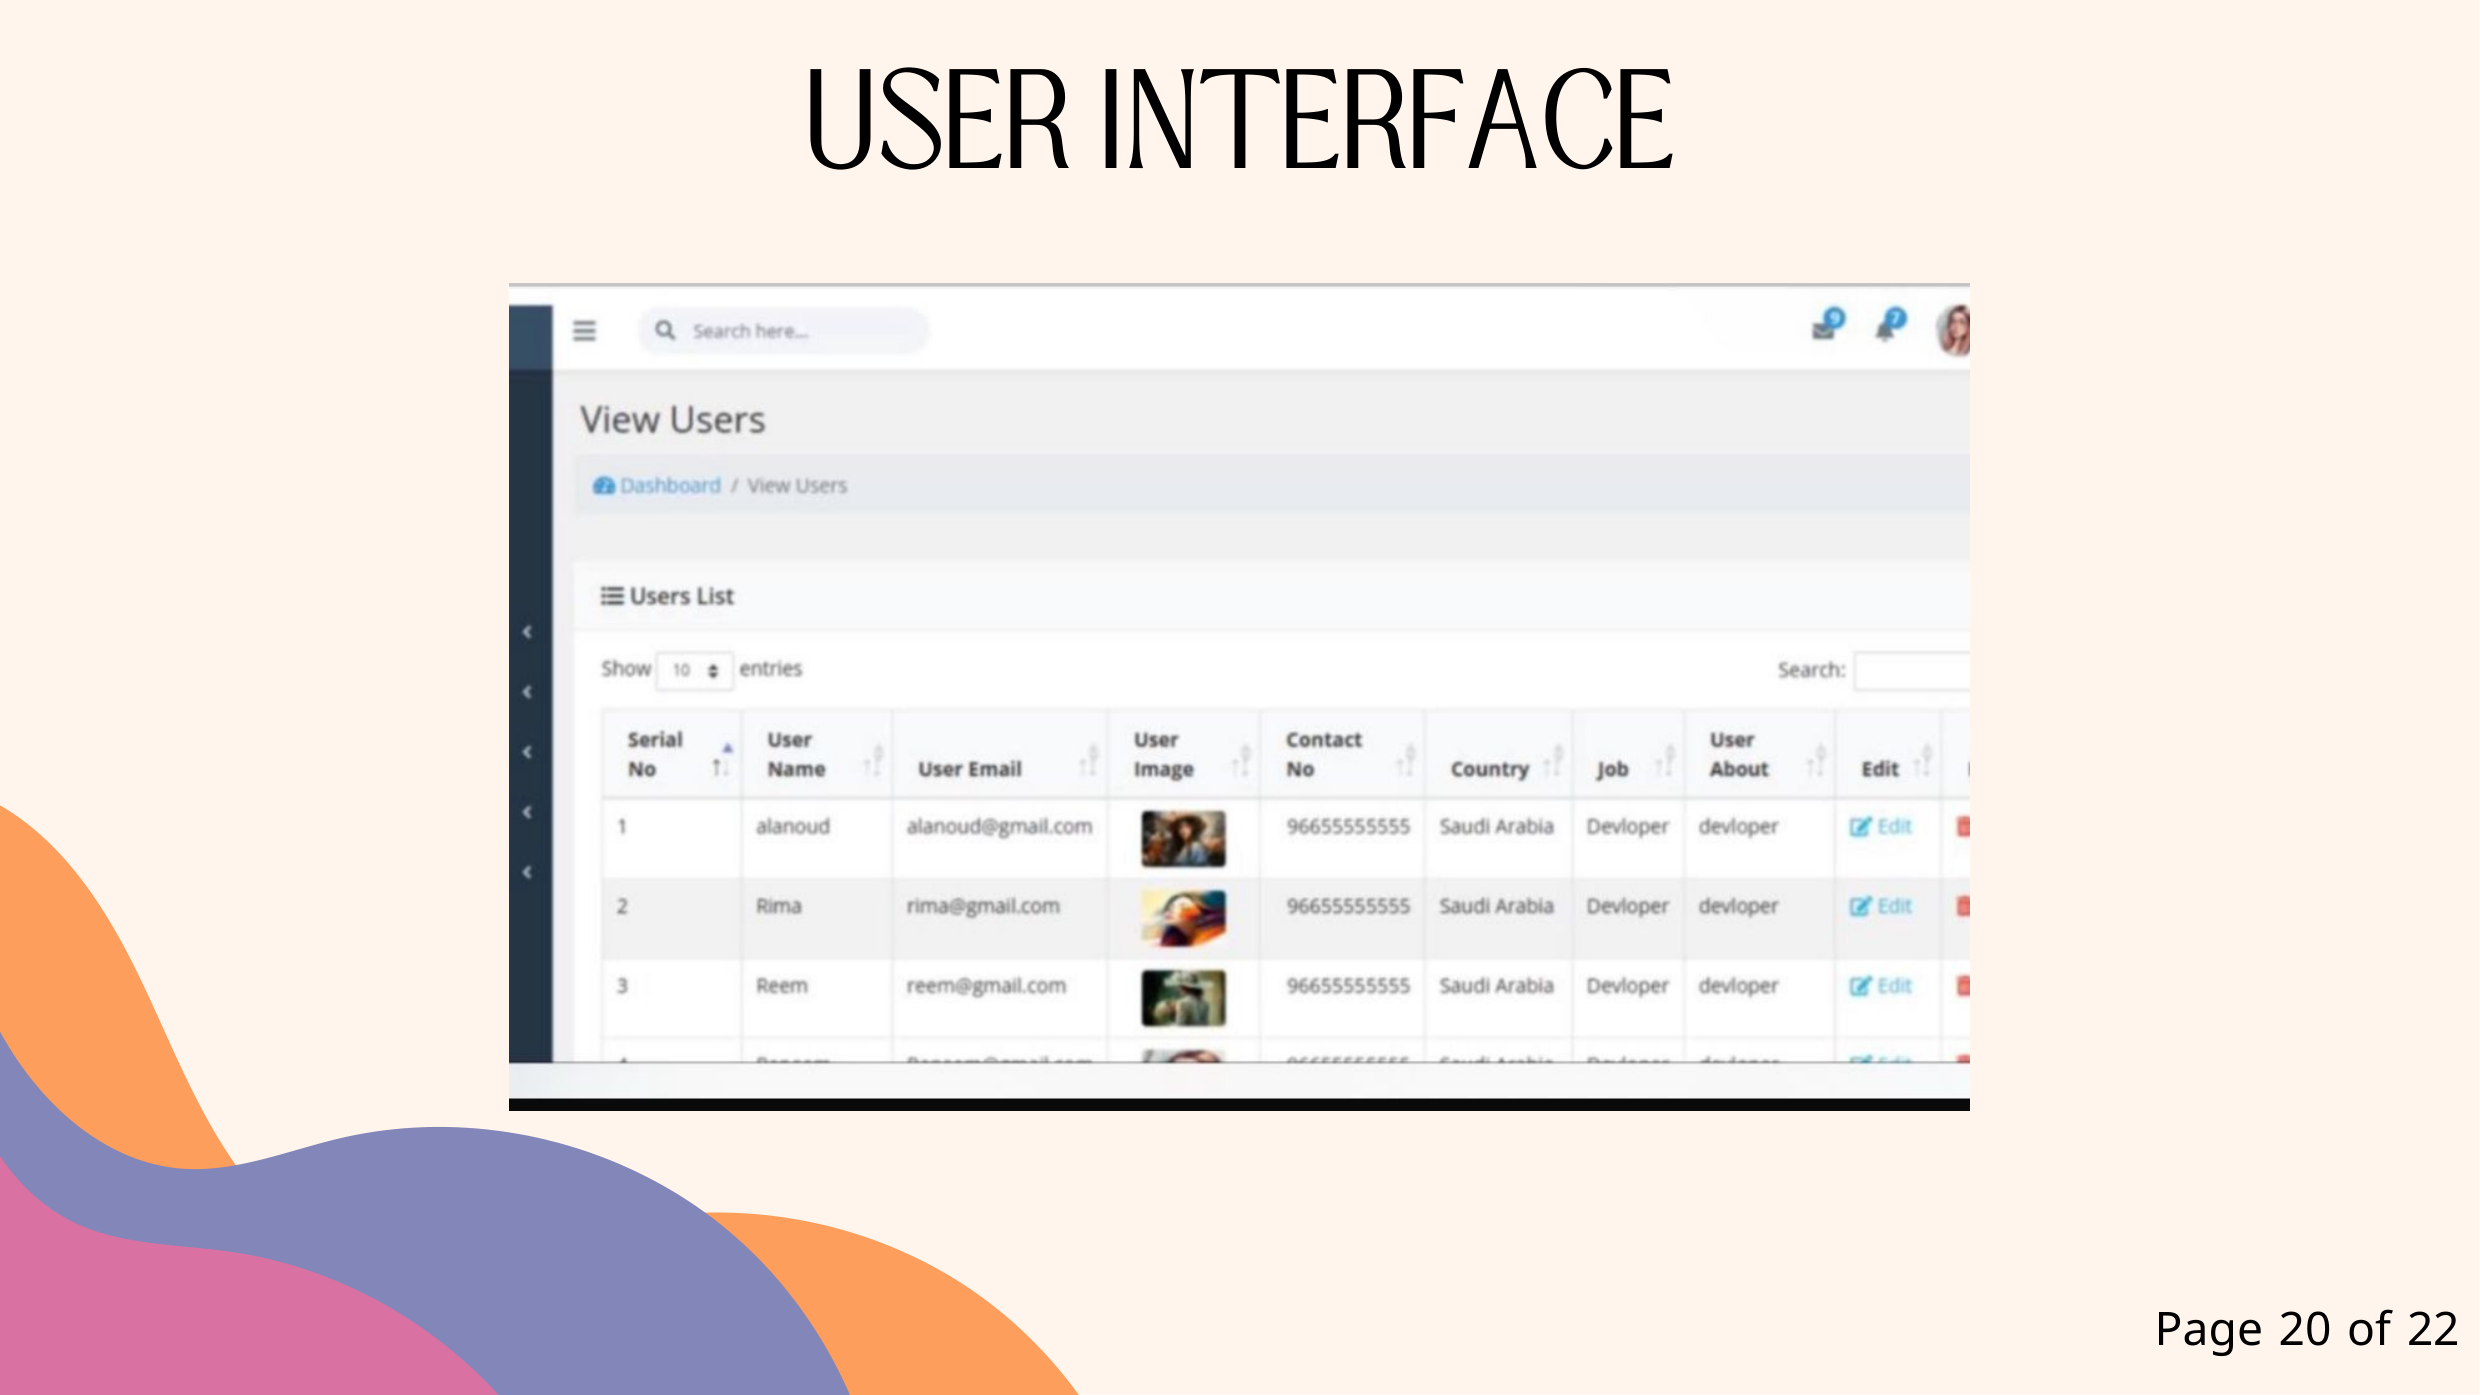 USER INTERFACE
Search here...
9
7
View Users
Dashboard / View Users
Users List
Show 10 entries
Search:
Serial No User Name User Email User Image Contact No Country Job User About Edit
1 alanoud alanoud@gmail.com 96655555555 Saudi Arabia Devloper devloper Edit
2 Rima rima@gmail.com 96655555555 Saudi Arabia Devloper devloper Edit
3 Reem reem@gmail.com 96655555555 Saudi Arabia Devloper devloper Edit
Page 20 of 22